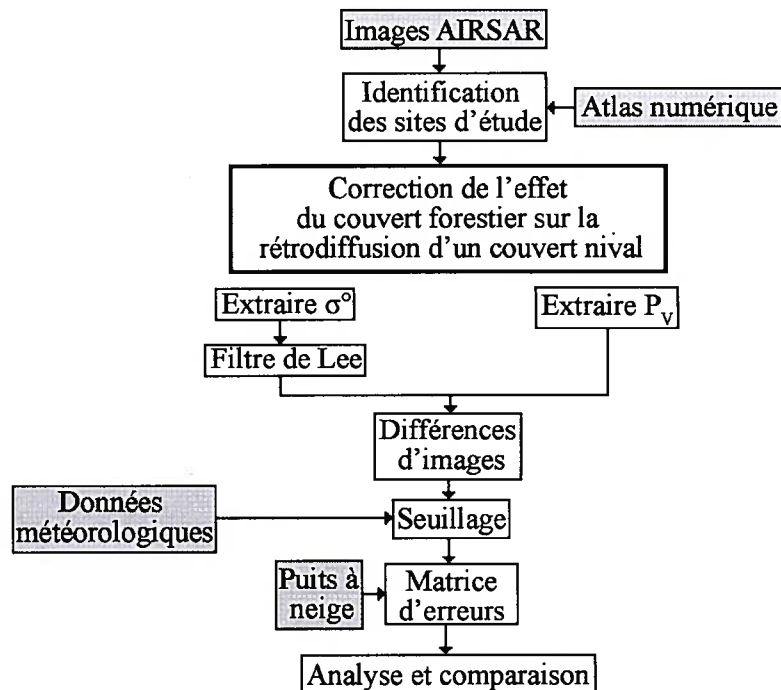 Images AIRSAR
Identification
des sites d'étude
Atlas numérique
Correction de l'effet
du couvert forestier sur la
rétrodiffusion d'un couvert nival
Extraire σ°
Extraire P_V
Filtre de Lee
Différences
d'images
Données
météorologiques
Seuillage
Puits à
neige
Matrice
d'erreurs
Analyse et comparaison